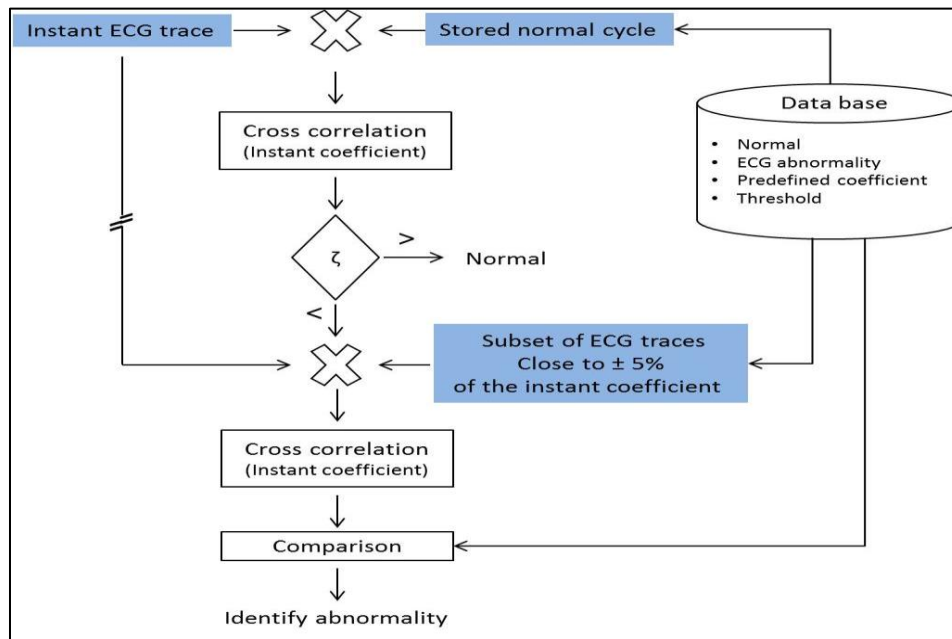 Instant ECG trace
Stored normal cycle
Data base
• Normal
• ECG abnormality
• Predefined coefficient
• Threshold
Cross correlation
(Instant coefficient)
ζ
>
Normal
<
Subset of ECG traces
Close to ± 5%
of the instant coefficient
Cross correlation
(Instant coefficient)
Comparison
Identify abnormality